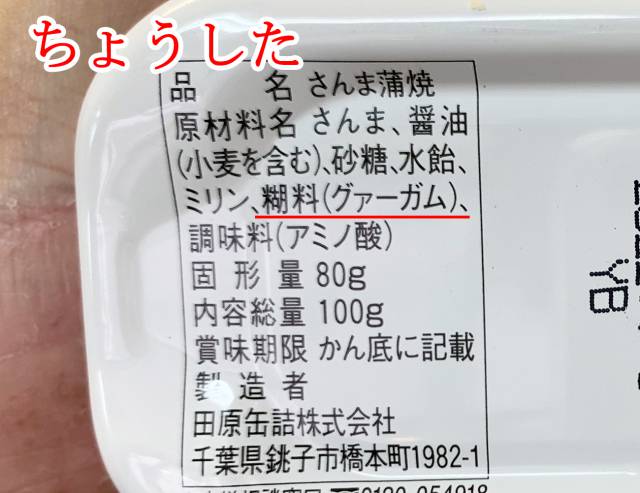 ちょうした
品　　　名 さんま蒲焼
原材料名 さんま、醤油
(小麦を含む)、砂糖、水飴、
ミリン、糊料(グァーガム)、
調味料(アミノ酸)
固 形 量 80g
内容総量 100g
賞味期限 かん底に記載
製 造 者
田原缶詰株式会社
千葉県銚子市橋本町1982-1
YB